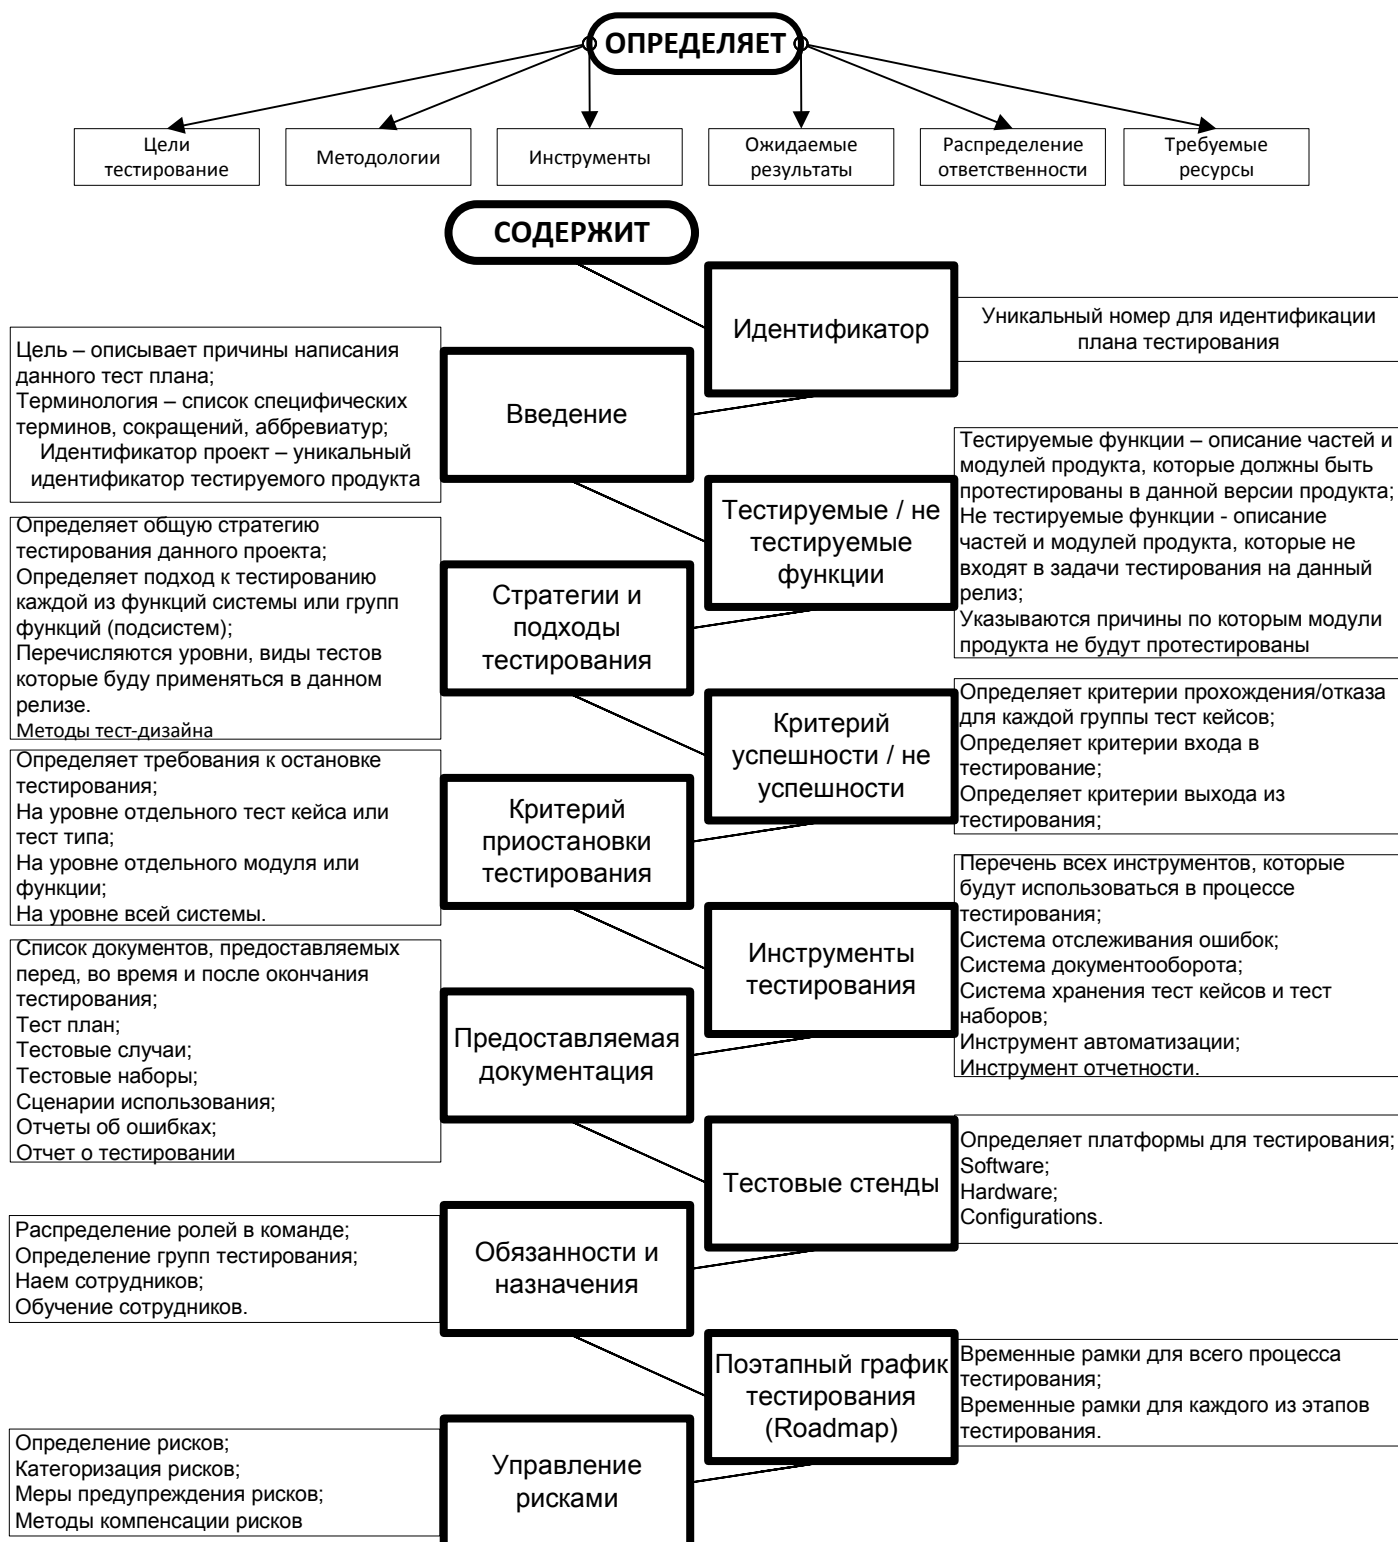 ОПРЕДЕЛЯЕТ
Цели
тестирование
Методологии
Инструменты
Ожидаемые
результаты
Распределение
ответственности
Требуемые
ресурсы
СОДЕРЖИТ
Идентификатор
Уникальный номер для идентификации
плана тестирования
Введение
Цель – описывает причины написания
данного тест плана;
Терминология – список специфических
терминов, сокращений, аббревиатур;
Идентификатор проект – уникальный
идентификатор тестируемого продукта
Тестируемые / не
тестируемые
функции
Тестируемые функции – описание частей и
модулей продукта, которые должны быть
протестированы в данной версии продукта;
Не тестируемые функции - описание
частей и модулей продукта, которые не
входят в задачи тестирования на данный
релиз;
Указываются причины по которым модули
продукта не будут протестированы
Стратегии и
подходы
тестирования
Определяет общую стратегию
тестирования данного проекта;
Определяет подход к тестированию
каждой из функций системы или групп
функций (подсистем);
Перечисляются уровни, виды тестов
которые буду применяться в данном
релизе.
Методы тест-дизайна
Критерий
успешности / не
успешности
Определяет критерии прохождения/отказа
для каждой группы тест кейсов;
Определяет критерии входа в
тестирование;
Определяет критерии выхода из
тестирования;
Критерий
приостановки
тестирования
Определяет требования к остановке
тестирования;
На уровне отдельного тест кейса или
тест типа;
На уровне отдельного модуля или
функции;
На уровне всей системы.
Инструменты
тестирования
Перечень всех инструментов, которые
будут использоваться в процессе
тестирования;
Система отслеживания ошибок;
Система документооборота;
Система хранения тест кейсов и тест
наборов;
Инструмент автоматизации;
Инструмент отчетности.
Предоставляемая
документация
Список документов, предоставляемых
перед, во время и после окончания
тестирования;
Тест план;
Тестовые случаи;
Тестовые наборы;
Сценарии использования;
Отчеты об ошибках;
Отчет о тестировании
Тестовые стенды
Определяет платформы для тестирования;
Software;
Hardware;
Configurations.
Обязанности и
назначения
Распределение ролей в команде;
Определение групп тестирования;
Наем сотрудников;
Обучение сотрудников.
Поэтапный график
тестирования
(Roadmap)
Временные рамки для всего процесса
тестирования;
Временные рамки для каждого из этапов
тестирования.
Управление
рисками
Определение рисков;
Категоризация рисков;
Меры предупреждения рисков;
Методы компенсации рисков